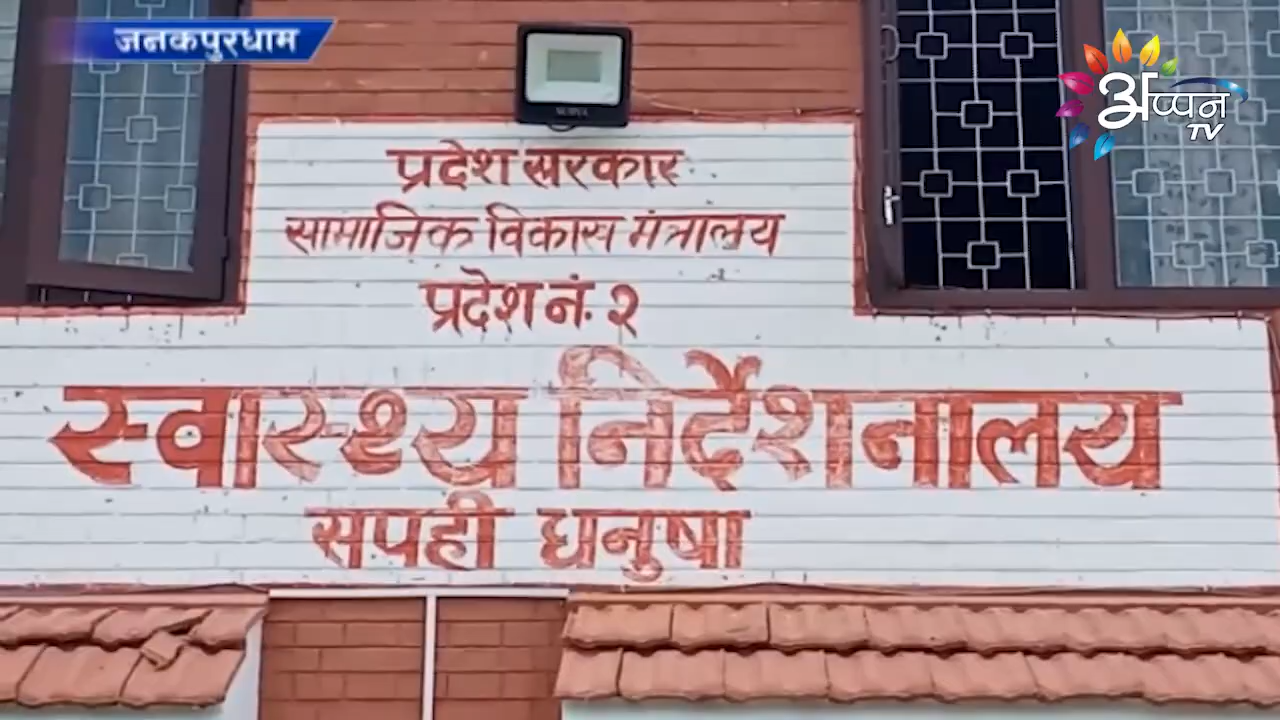 जनकपुरधाम
अप्पन
TV
प्रदेश सरकार
सामाजिक विकास मंत्रालय
प्रदेश नं. २
स्वास्थ्य निर्देशनालय
सपही धनुषा